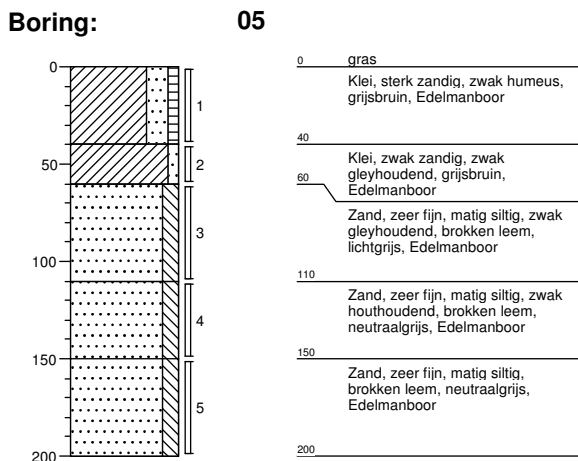 Boring: 05
0
50
100
150
200
1
2
3
4
5
0 gras
Klei, sterk zandig, zwak humeus,
grijsbruin, Edelmanboor
40
Klei, zwak zandig, zwak
gleyhoudend, grijsbruin,
Edelmanboor
60
Zand, zeer fijn, matig siltig, zwak
gleyhoudend, brokken leem,
lichtgrijs, Edelmanboor
110
Zand, zeer fijn, matig siltig, zwak
houthoudend, brokken leem,
neutraalgrijs, Edelmanboor
150
Zand, zeer fijn, matig siltig,
brokken leem, neutraalgrijs,
Edelmanboor
200